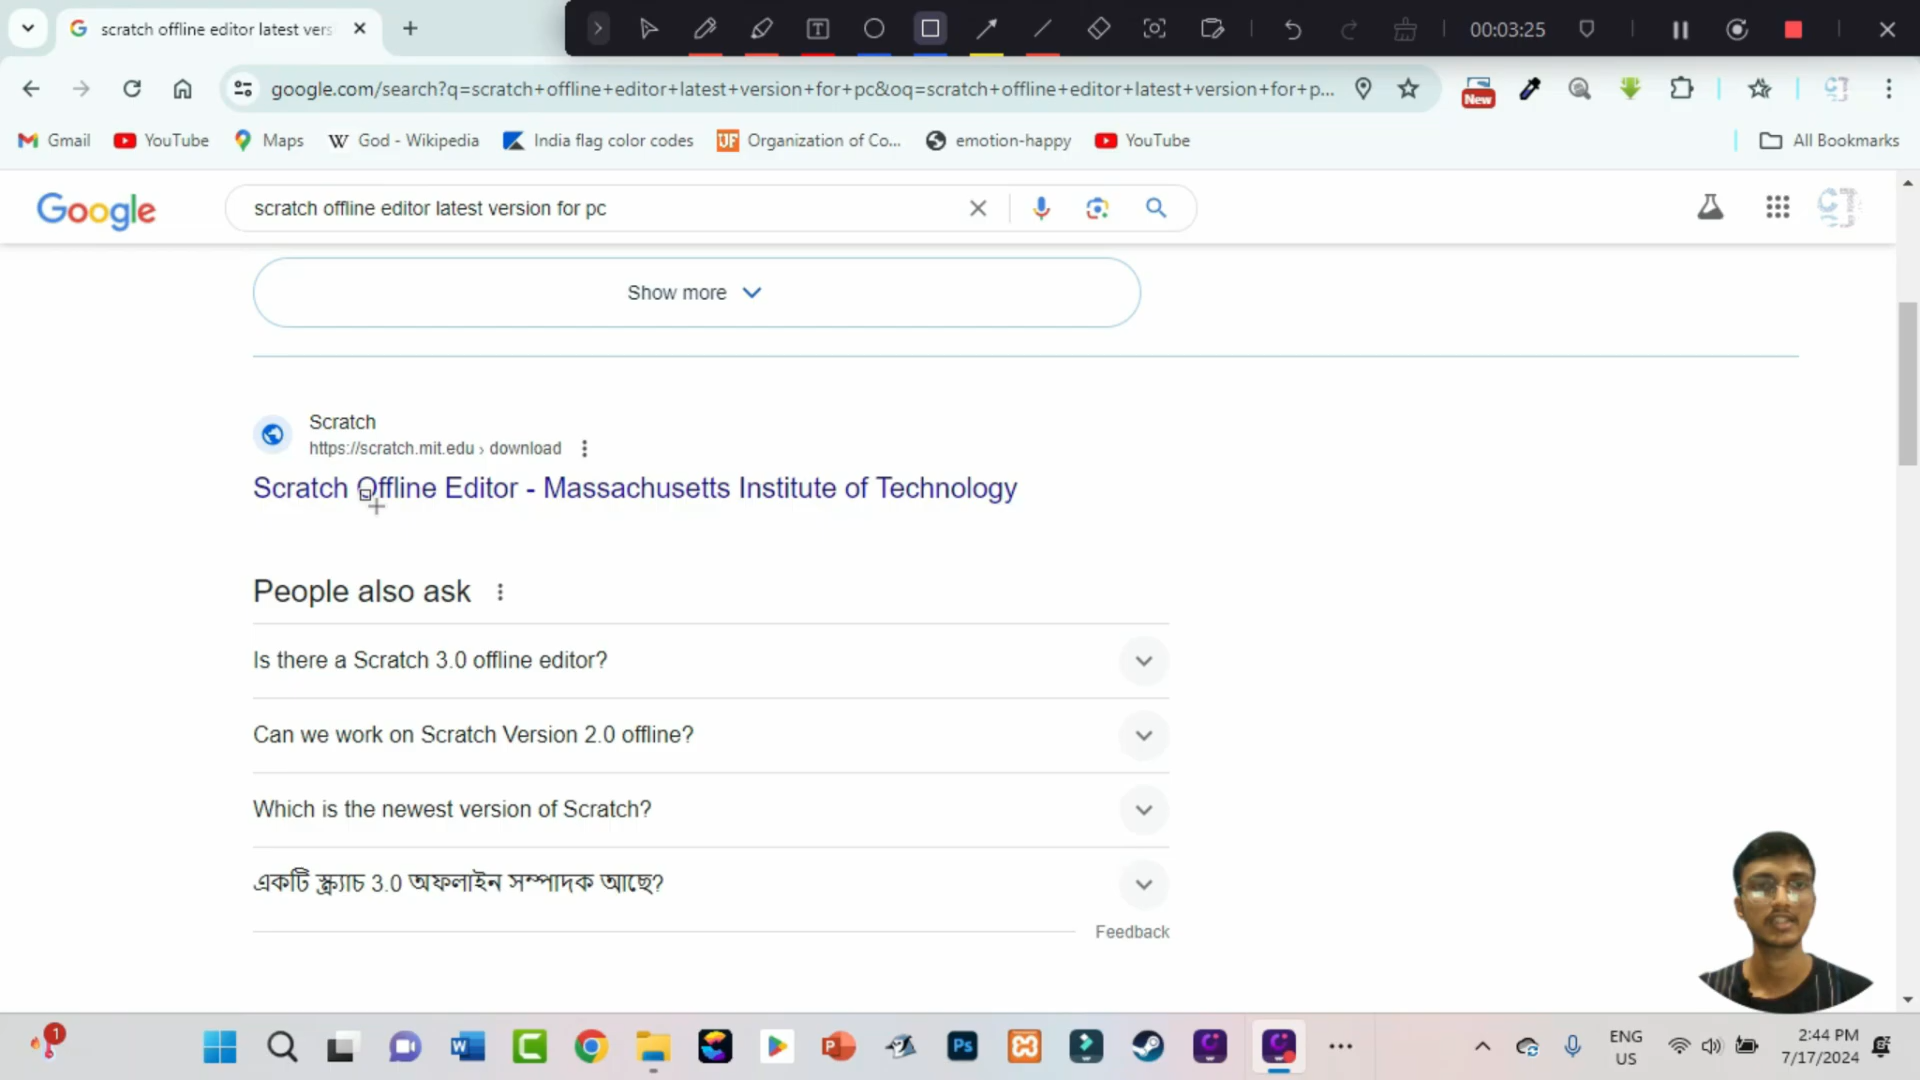 scratch offline editor latest vers
00:03:25
google.com/search?q=scratch+offline+editor+latest+version+for+pc&oq=scratch+offline+editor+latest+version+for+p...
New
Gmail
YouTube
Maps
God - Wikipedia
India flag color codes
Organization of Co...
emotion-happy
YouTube
All Bookmarks
Google
scratch offline editor latest version for pc
Show more
Scratch
https://scratch.mit.edu › download
Scratch Offline Editor - Massachusetts Institute of Technology
People also ask
Is there a Scratch 3.0 offline editor?
Can we work on Scratch Version 2.0 offline?
Which is the newest version of Scratch?
একটি স্ক্র্যাচ 3.0 অফলাইন সম্পাদক আছে?
Feedback
1
ENG
US
2:44 PM
7/17/2024